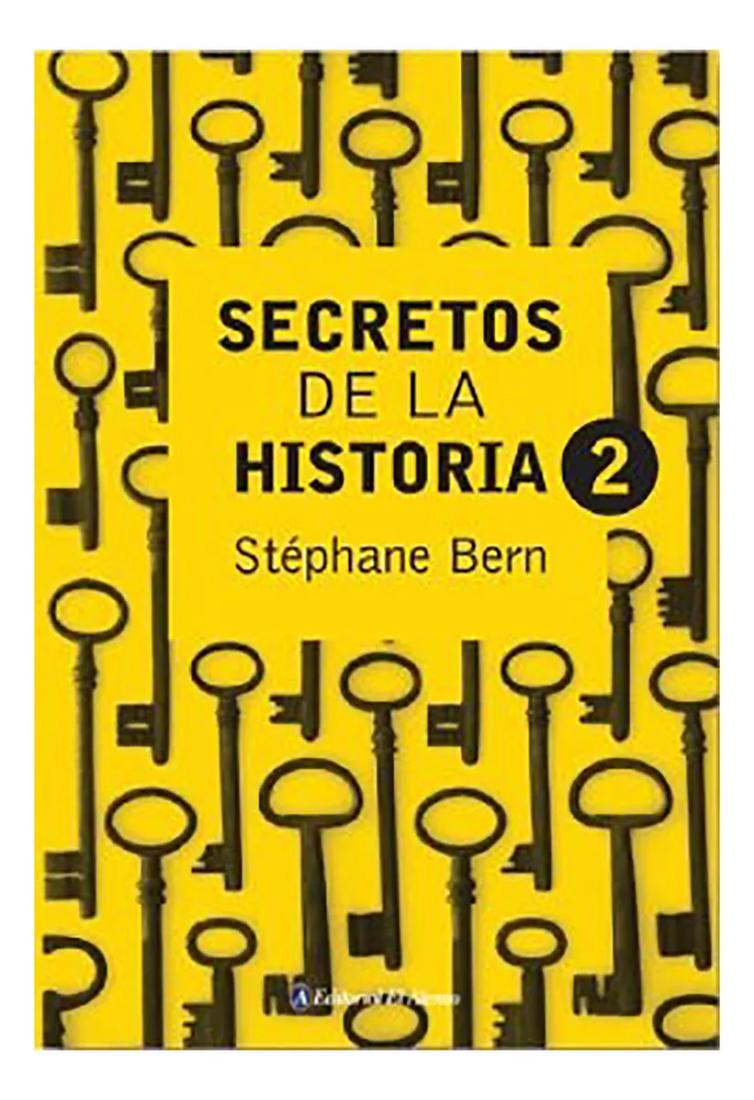 SECRETOS
DE LA
HISTORIA 2
Stéphane Bern
Editorial El Ateneo